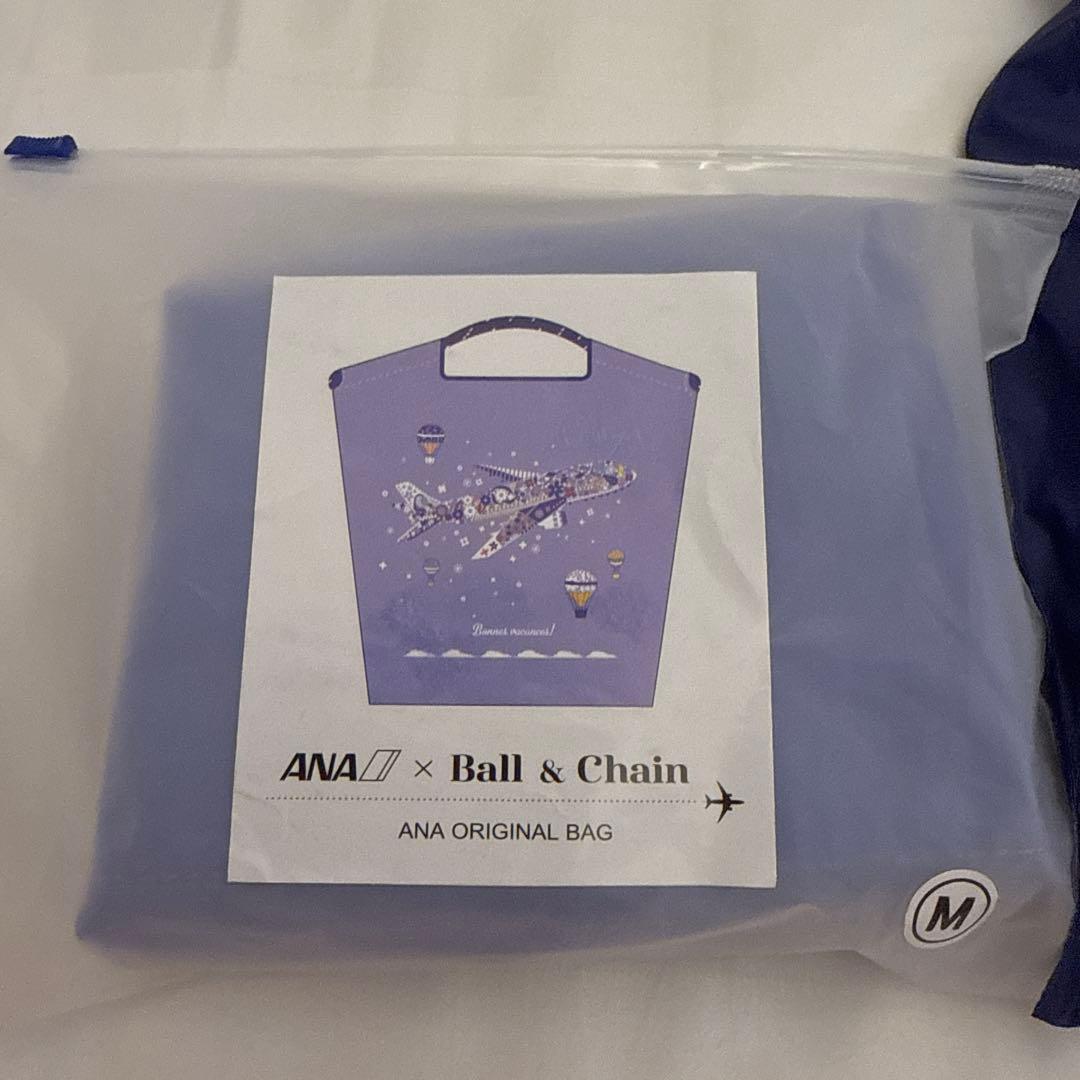 Bonnes vacances!
ANA × Ball & Chain
ANA ORIGINAL BAG
M